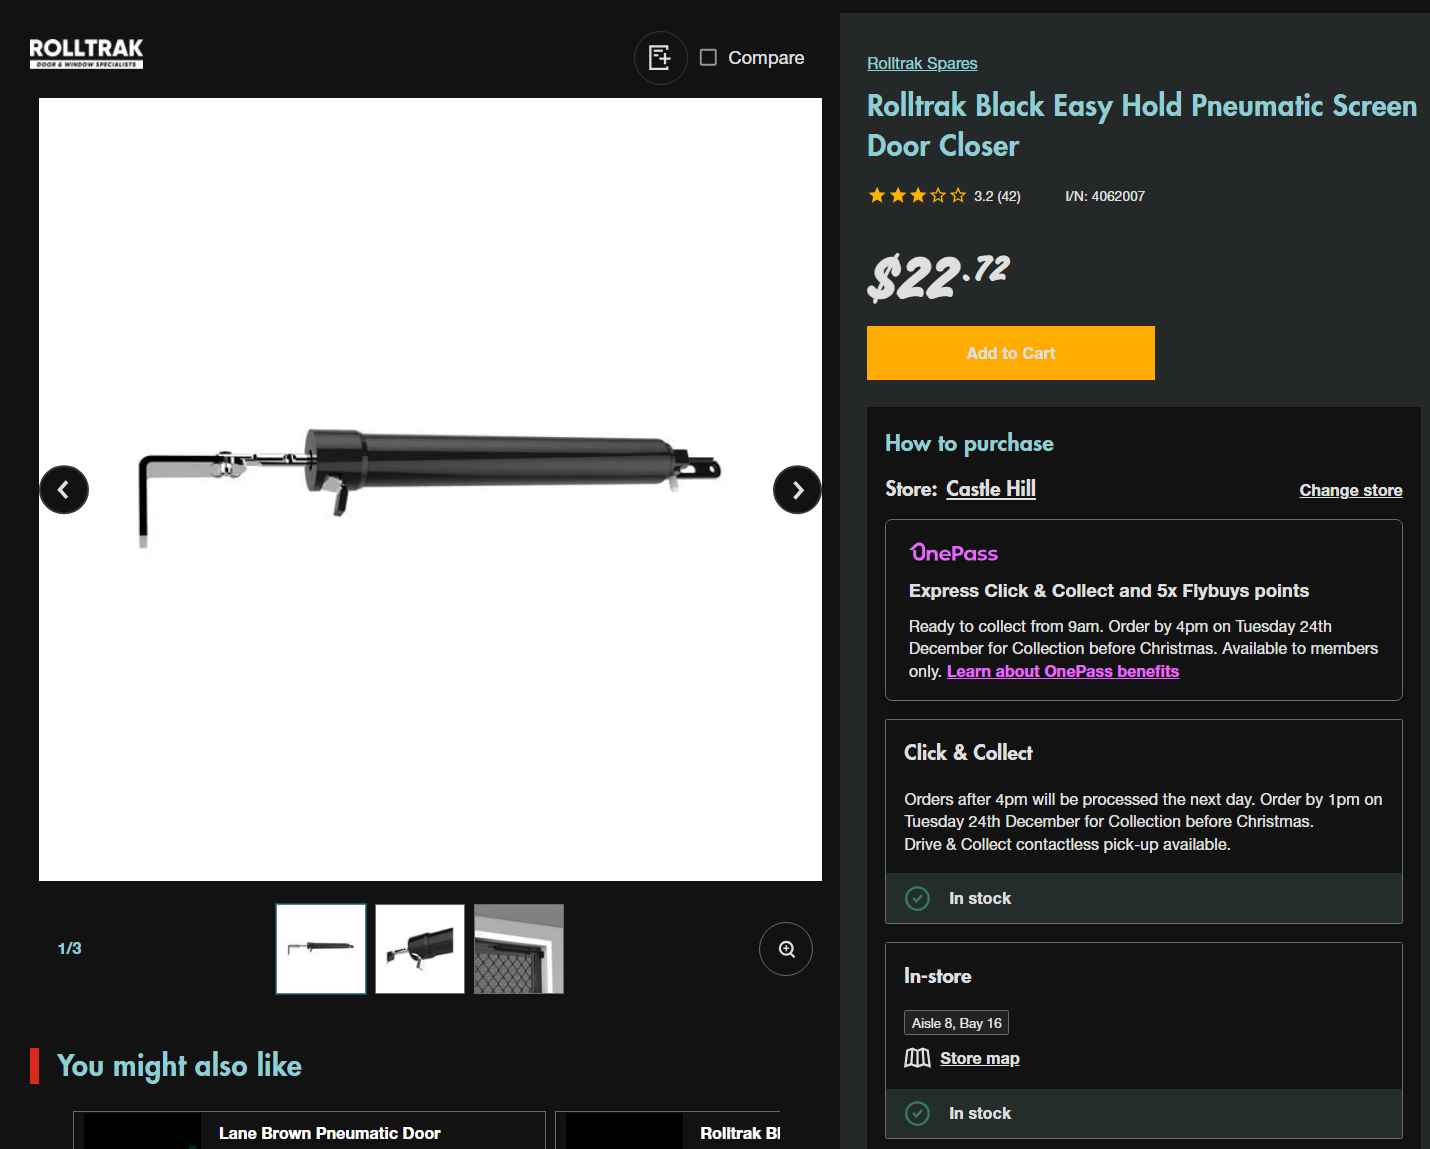 ROLLTRAK
DOOR & WINDOW SPECIALISTS
Compare
1/3
You might also like
Lane Brown Pneumatic Door
Rolltrak Bl
Rolltrak Spares
Rolltrak Black Easy Hold Pneumatic Screen
Door Closer
3.2 (42)
I/N: 4062007
$22.72
Add to Cart
How to purchase
Store: Castle Hill
Change store
OnePass
Express Click & Collect and 5x Flybuys points
Ready to collect from 9am. Order by 4pm on Tuesday 24th
December for Collection before Christmas. Available to members
only. Learn about OnePass benefits
Click & Collect
Orders after 4pm will be processed the next day. Order by 1pm on
Tuesday 24th December for Collection before Christmas.
Drive & Collect contactless pick-up available.
In stock
In-store
Aisle 8, Bay 16
Store map
In stock